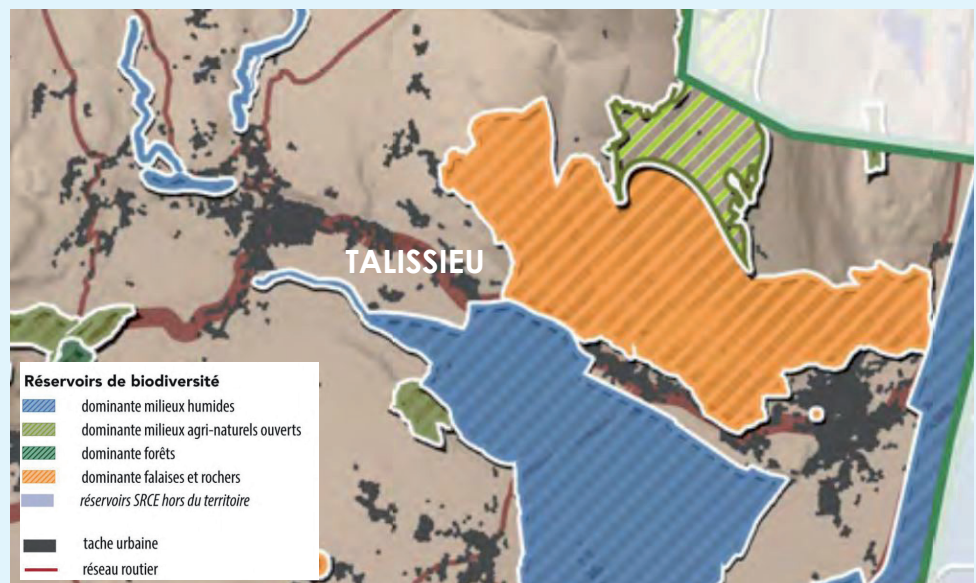 TALISSIEU
Réservoirs de biodiversité
dominante milieux humides
dominante milieux agri-naturels ouverts
dominante forêts
dominante falaises et rochers
réservoirs SRCE hors du territoire
tache urbaine
réseau routier